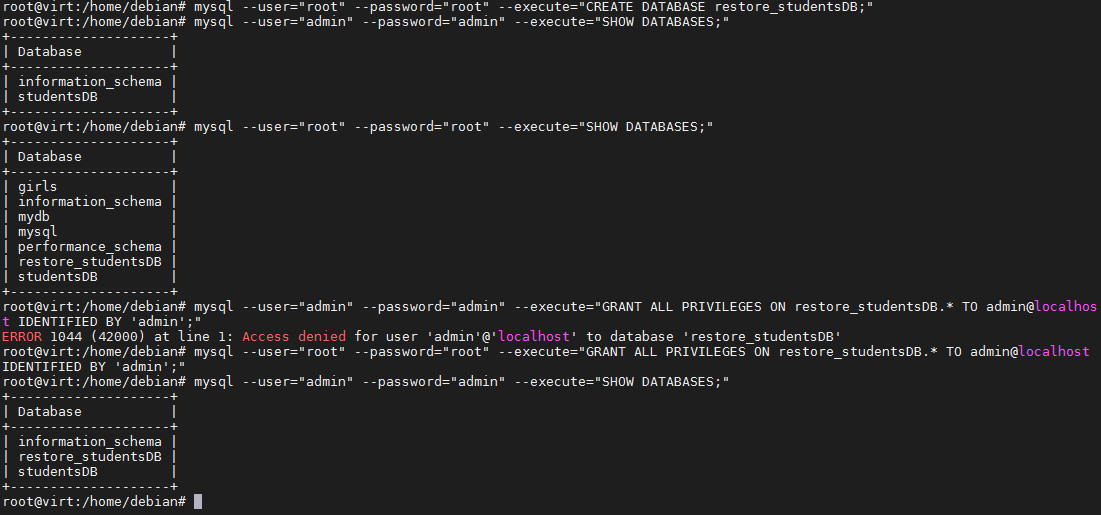 root@virt:/home/debian# mysql --user="root" --password="root" --execute="CREATE DATABASE restore_studentsDB;"
root@virt:/home/debian# mysql --user="admin" --password="admin" --execute="SHOW DATABASES;"
+--------------------+
| Database           |
+--------------------+
| information_schema |
| studentsDB         |
+--------------------+
root@virt:/home/debian# mysql --user="root" --password="root" --execute="SHOW DATABASES;"
+--------------------+
| Database           |
+--------------------+
| girls              |
| information_schema |
| mydb               |
| mysql              |
| performance_schema |
| restore_studentsDB |
| studentsDB         |
+--------------------+
root@virt:/home/debian# mysql --user="admin" --password="admin" --execute="GRANT ALL PRIVILEGES ON restore_studentsDB.* TO admin@localhos
t IDENTIFIED BY 'admin';"
ERROR 1044 (42000) at line 1: Access denied for user 'admin'@'localhost' to database 'restore_studentsDB'
root@virt:/home/debian# mysql --user="root" --password="root" --execute="GRANT ALL PRIVILEGES ON restore_studentsDB.* TO admin@localhost
IDENTIFIED BY 'admin';"
root@virt:/home/debian# mysql --user="admin" --password="admin" --execute="SHOW DATABASES;"
+--------------------+
| Database           |
+--------------------+
| information_schema |
| restore_studentsDB |
| studentsDB         |
+--------------------+
root@virt:/home/debian#